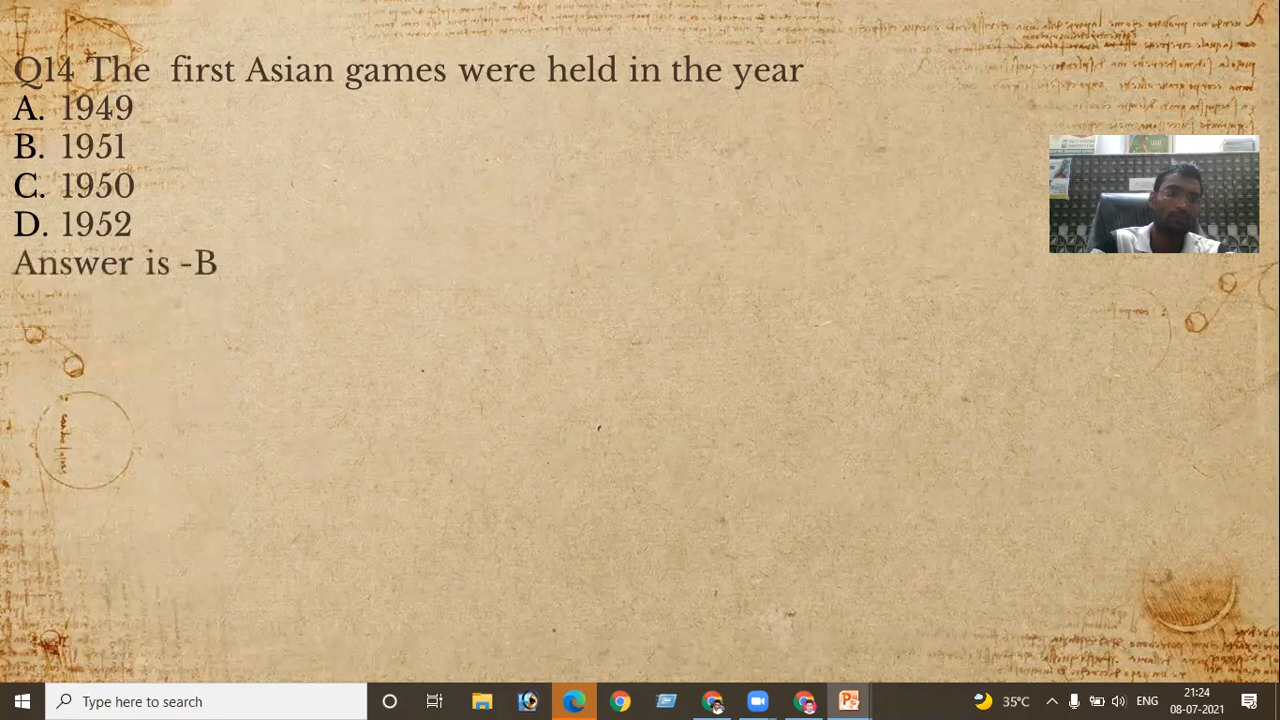 Q14 The  first Asian games were held in the year
A. 1949
B. 1951
C. 1950
D. 1952
Answer is -B
Type here to search
35°C
ENG
21:24
08-07-2021